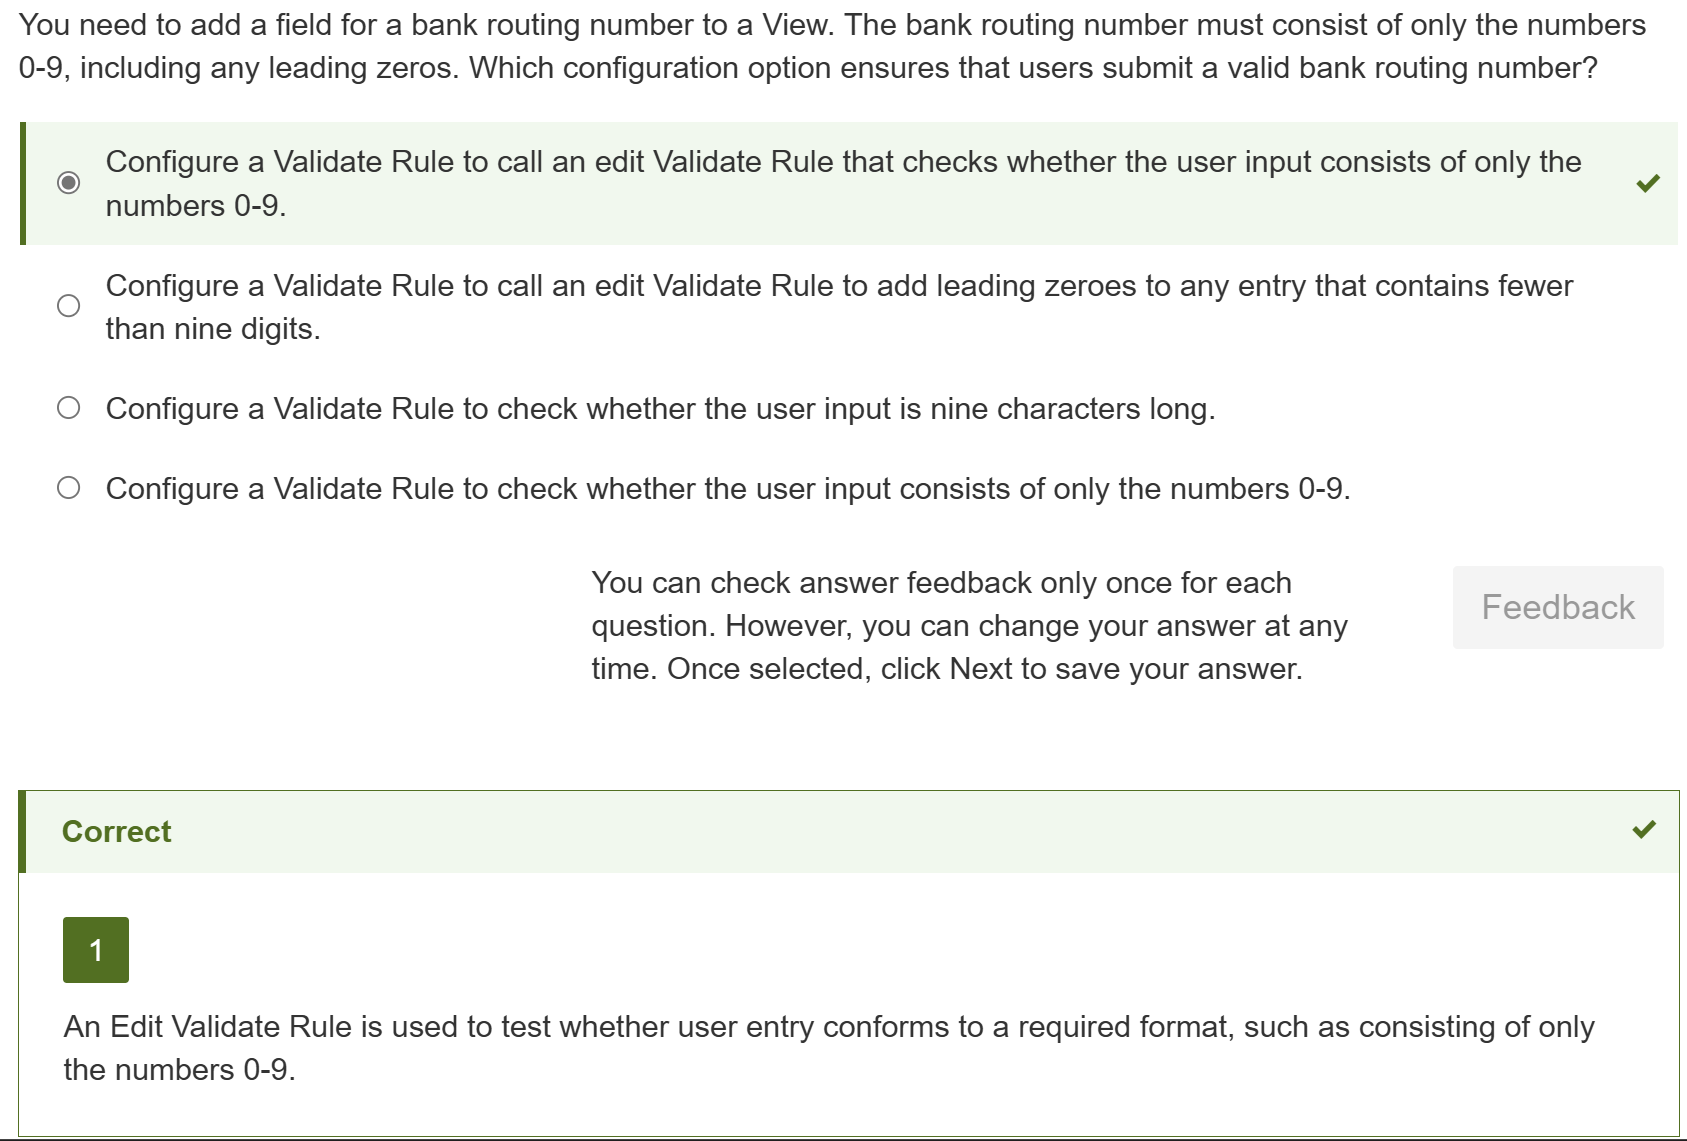 You need to add a field for a bank routing number to a View. The bank routing number must consist of only the numbers
0-9, including any leading zeros. Which configuration option ensures that users submit a valid bank routing number?
Configure a Validate Rule to call an edit Validate Rule that checks whether the user input consists of only the
numbers 0-9.
Configure a Validate Rule to call an edit Validate Rule to add leading zeroes to any entry that contains fewer
than nine digits.
Configure a Validate Rule to check whether the user input is nine characters long.
Configure a Validate Rule to check whether the user input consists of only the numbers 0-9.
You can check answer feedback only once for each
question. However, you can change your answer at any
time. Once selected, click Next to save your answer.
Feedback
Correct
1
An Edit Validate Rule is used to test whether user entry conforms to a required format, such as consisting of only
the numbers 0-9.